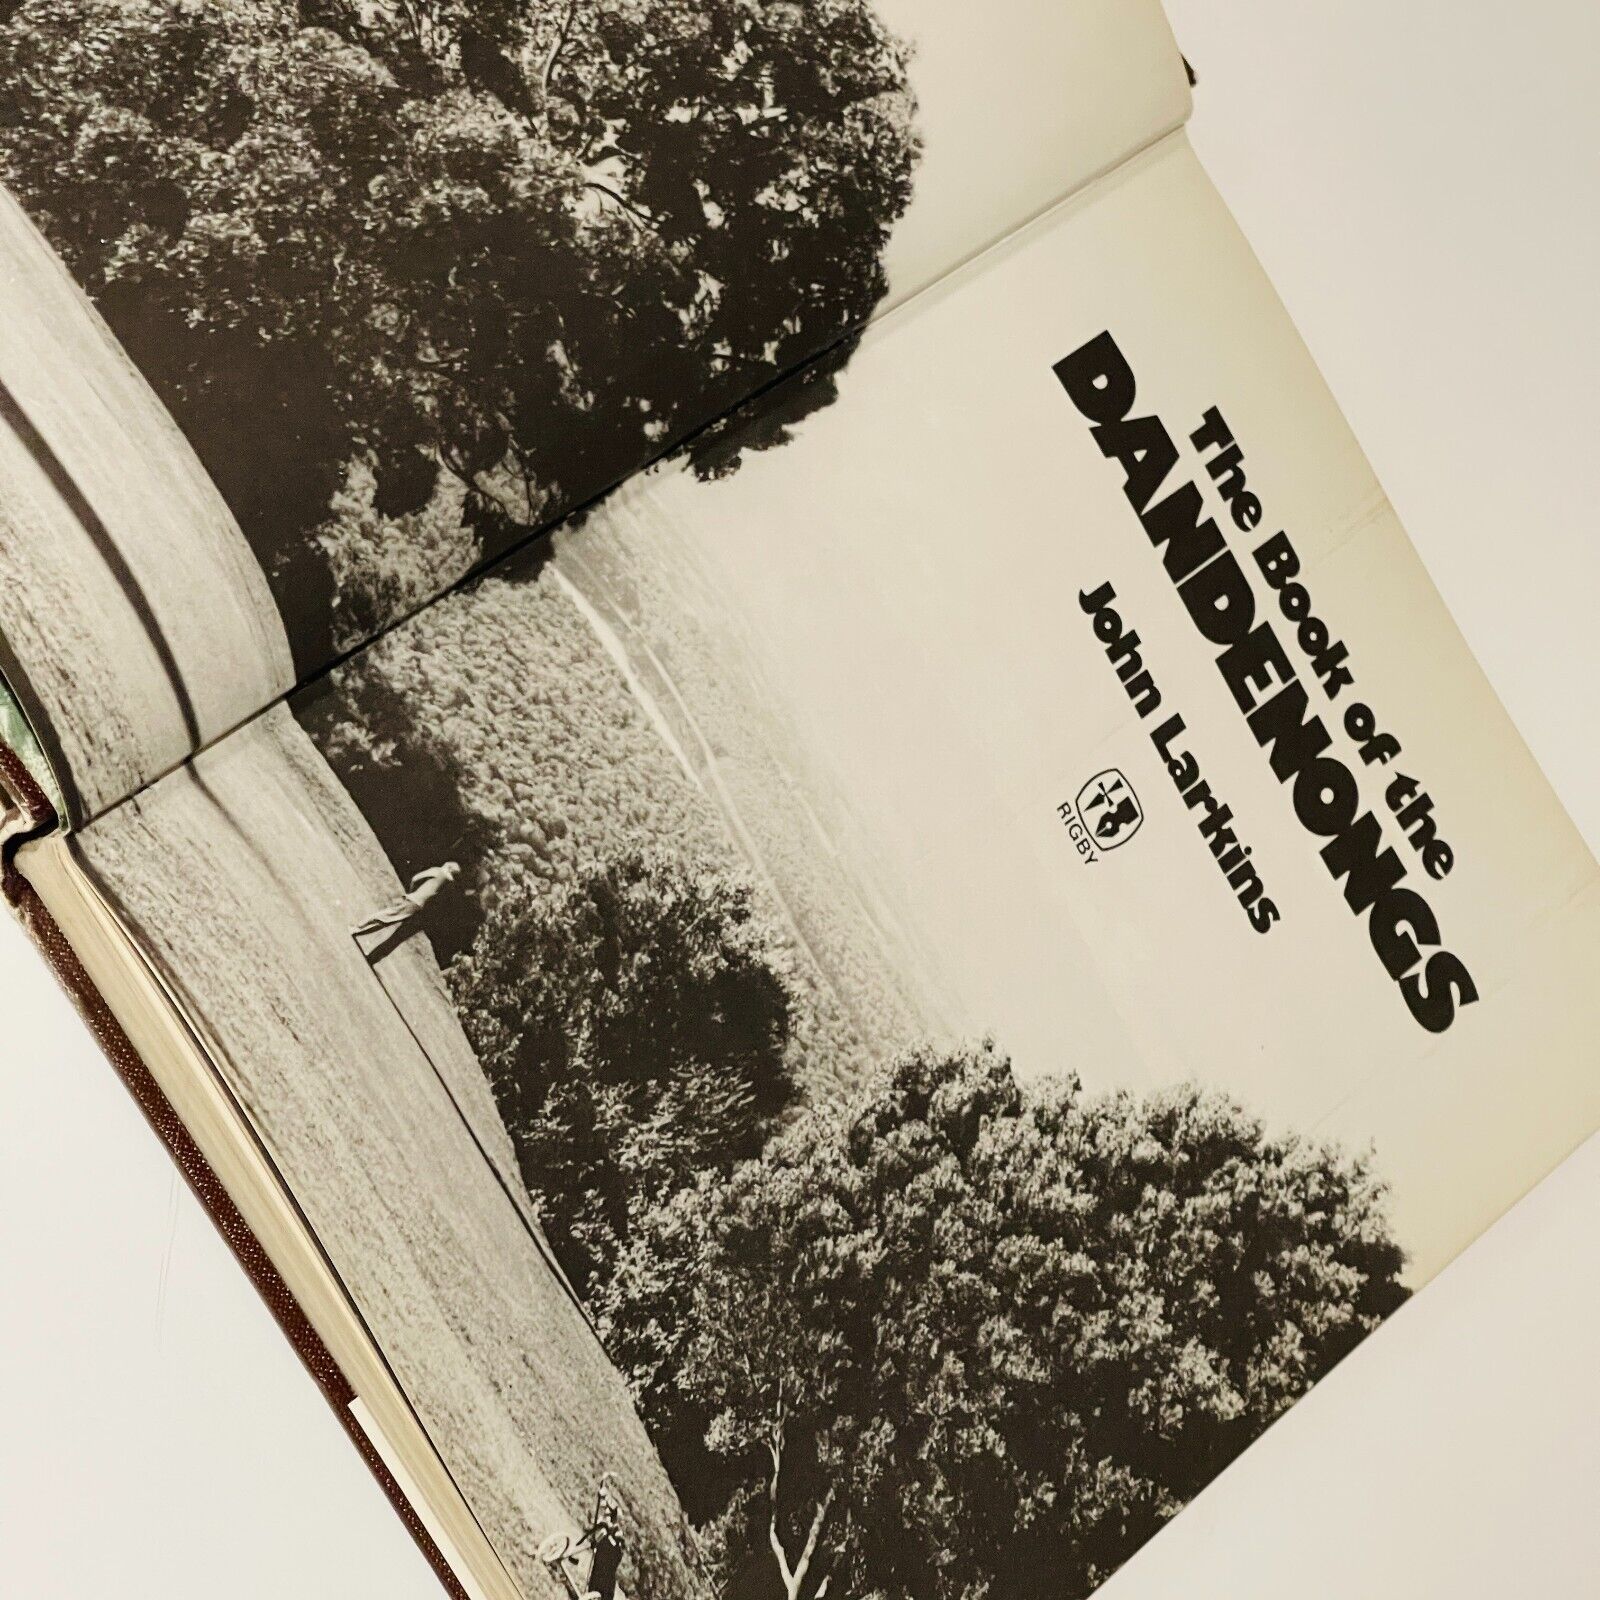 The Book of the
DANDENONGS
John Larkins
RIGBY